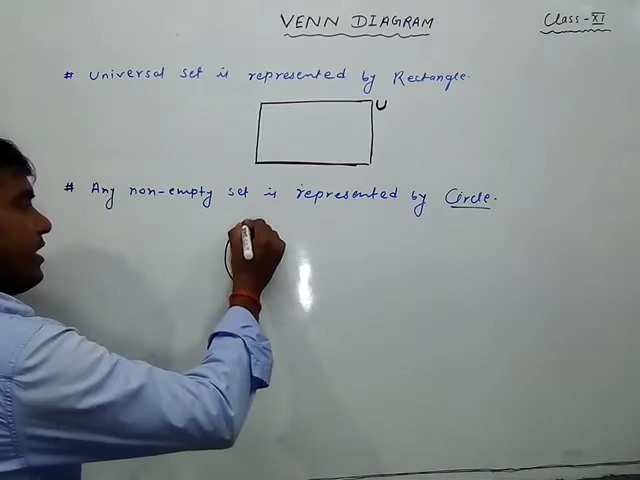 VENN DIAGRAM
Class-XI
# Universal set is represented by Rectangle.
U
# Any non-empty set is represented by Circle.